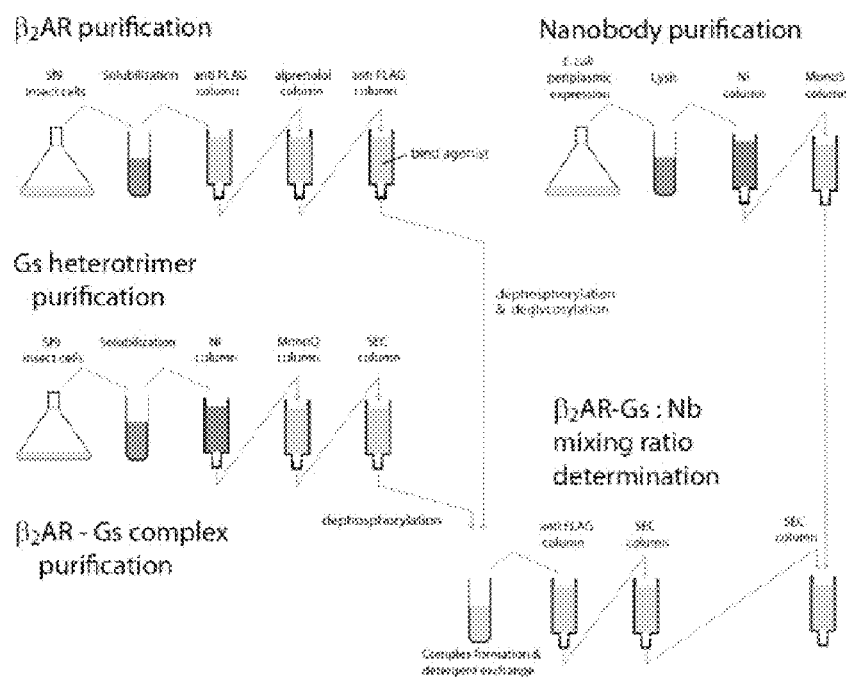 β₂AR purification
Sf9
insect cells
Solubilization
anti FLAG
column
alprenolol
column
anti FLAG
column
bind agonist
Nanobody purification
E. coli
periplasmic
expression
Lysis
Ni
column
MonoS
column
Gs heterotrimer
purification
Sf9
insect cells
Solubilization
Ni
column
MonoQ
column
SEC
column
dephosphorylation
& deglycosylation
β₂AR-Gs : Nb
mixing ratio
determination
dephosphorylation
β₂AR - Gs complex
purification
anti FLAG
column
SEC
column
SEC
column
Complex formation &
detergent exchange